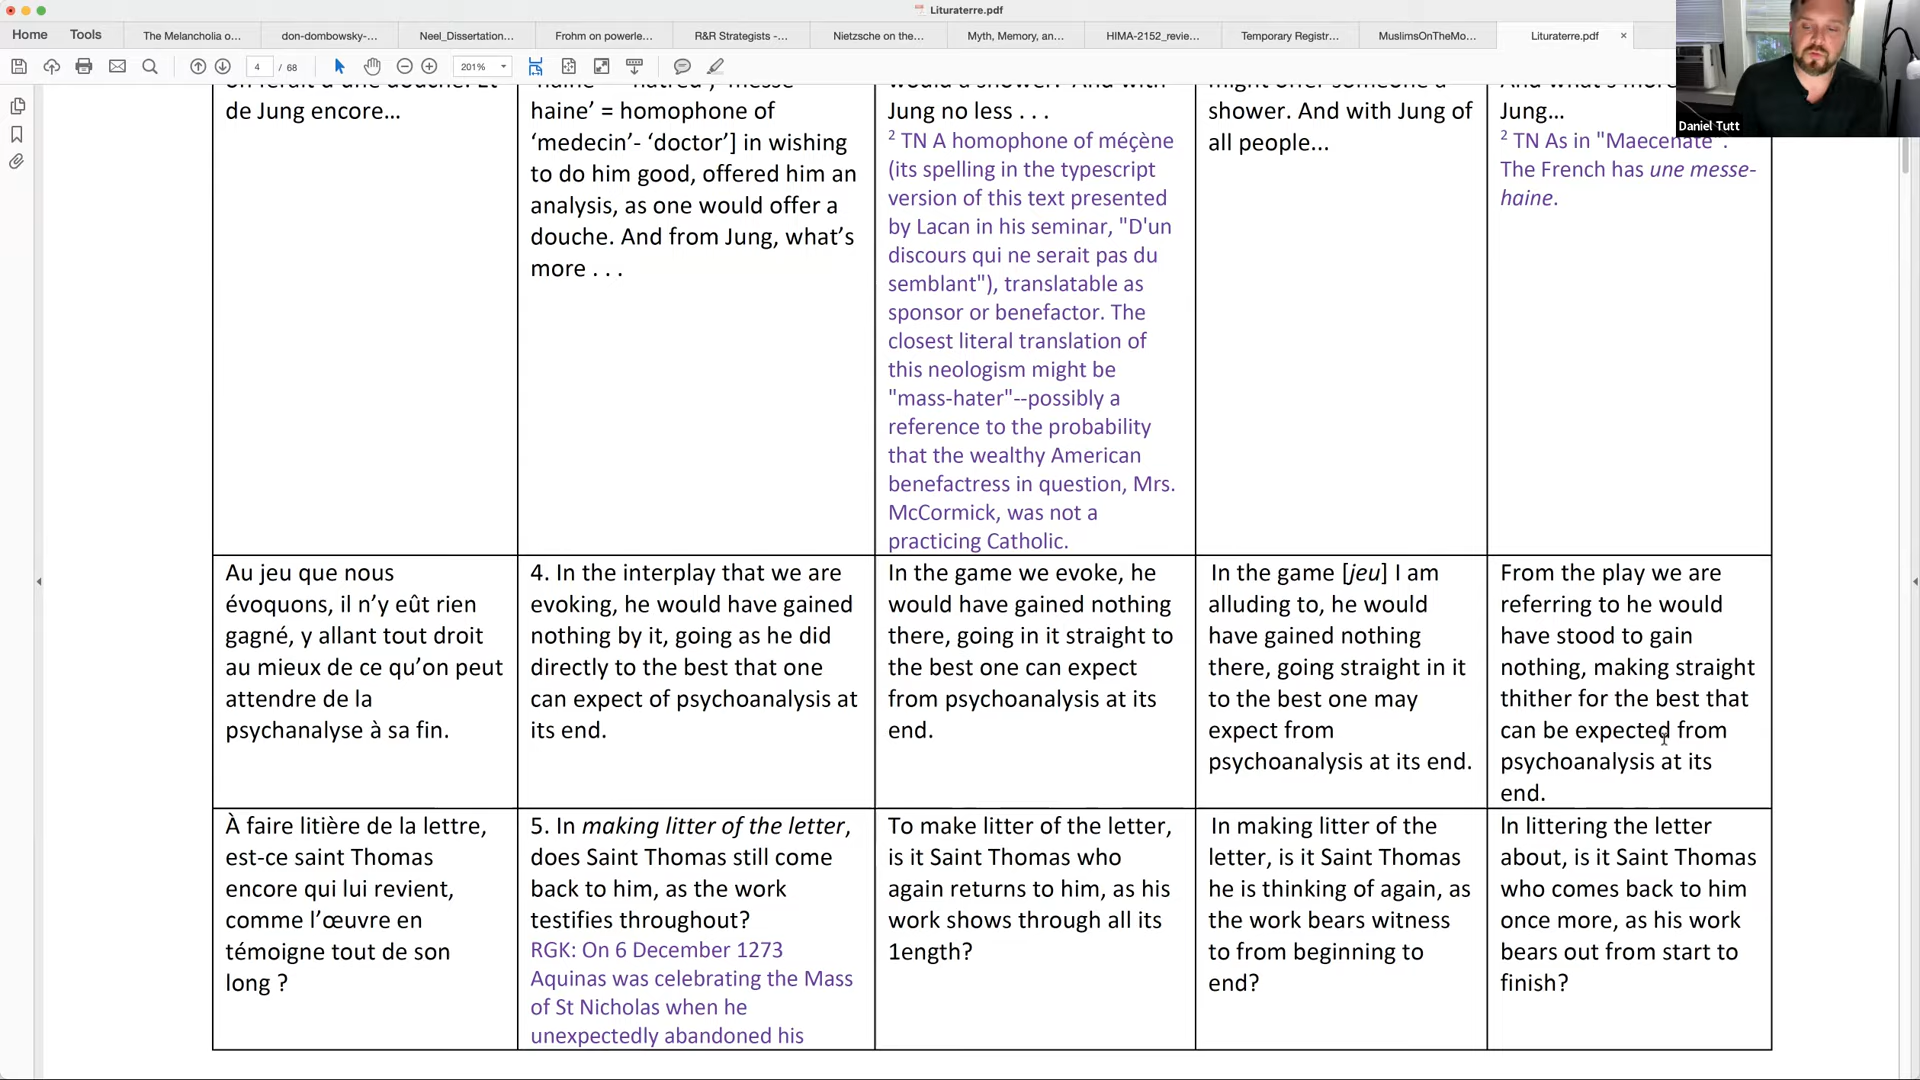 Lituraterre.pdf
Home
Tools
The Melancholia o...
don-dombowsky-...
Neel_Dissertation...
Frohm on powerle...
R&R Strategists -...
Nietzsche on the...
Myth, Memory, an...
HIMA-2152_revie...
Temporary Registr...
MuslimsOnTheMo...
Lituraterre.pdf
4 / 68
201%
Daniel Tutt
de Jung encore...
haine' = homophone of
'medecin'- 'doctor'] in wishing
to do him good, offered him an
analysis, as one would offer a
douche. And from Jung, what's
more . . .
Jung no less . . .
2 TN A homophone of méçène
(its spelling in the typescript
version of this text presented
by Lacan in his seminar, "D'un
discours qui ne serait pas du
semblant"), translatable as
sponsor or benefactor. The
closest literal translation of
this neologism might be
"mass-hater"--possibly a
reference to the probability
that the wealthy American
benefactress in question, Mrs.
McCormick, was not a
practicing Catholic.
shower. And with Jung of
all people...
Jung...
2 TN As in "Maecenate".
The French has une messe-
haine.
Au jeu que nous
évoquons, il n'y eût rien
gagné, y allant tout droit
au mieux de ce qu'on peut
attendre de la
psychanalyse à sa fin.
4. In the interplay that we are
evoking, he would have gained
nothing by it, going as he did
directly to the best that one
can expect of psychoanalysis at
its end.
In the game we evoke, he
would have gained nothing
there, going in it straight to
the best one can expect
from psychoanalysis at its
end.
In the game [jeu] I am
alluding to, he would
have gained nothing
there, going straight in it
to the best one may
expect from
psychoanalysis at its end.
From the play we are
referring to he would
have stood to gain
nothing, making straight
thither for the best that
can be expected from
psychoanalysis at its
end.
À faire litière de la lettre,
est-ce saint Thomas
encore qui lui revient,
comme l'œuvre en
témoigne tout de son
long ?
5. In making litter of the letter,
does Saint Thomas still come
back to him, as the work
testifies throughout?
RGK: On 6 December 1273
Aquinas was celebrating the Mass
of St Nicholas when he
unexpectedly abandoned his
To make litter of the letter,
is it Saint Thomas who
again returns to him, as his
work shows through all its
1ength?
In making litter of the
letter, is it Saint Thomas
he is thinking of again, as
the work bears witness
to from beginning to
end?
In littering the letter
about, is it Saint Thomas
who comes back to him
once more, as his work
bears out from start to
finish?